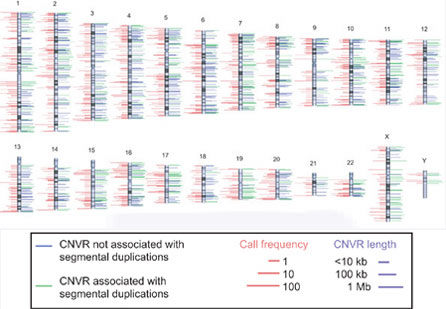 1 2 3 4 5 6 7 8 9 10 11 12
13 14 15 16 17 18 19 20 21 22 X Y
CNVR not associated with
segmental duplications
CNVR associated with
segmental duplications
Call frequency
1
10
100
CNVR length
<10 kb
100 kb
1 Mb